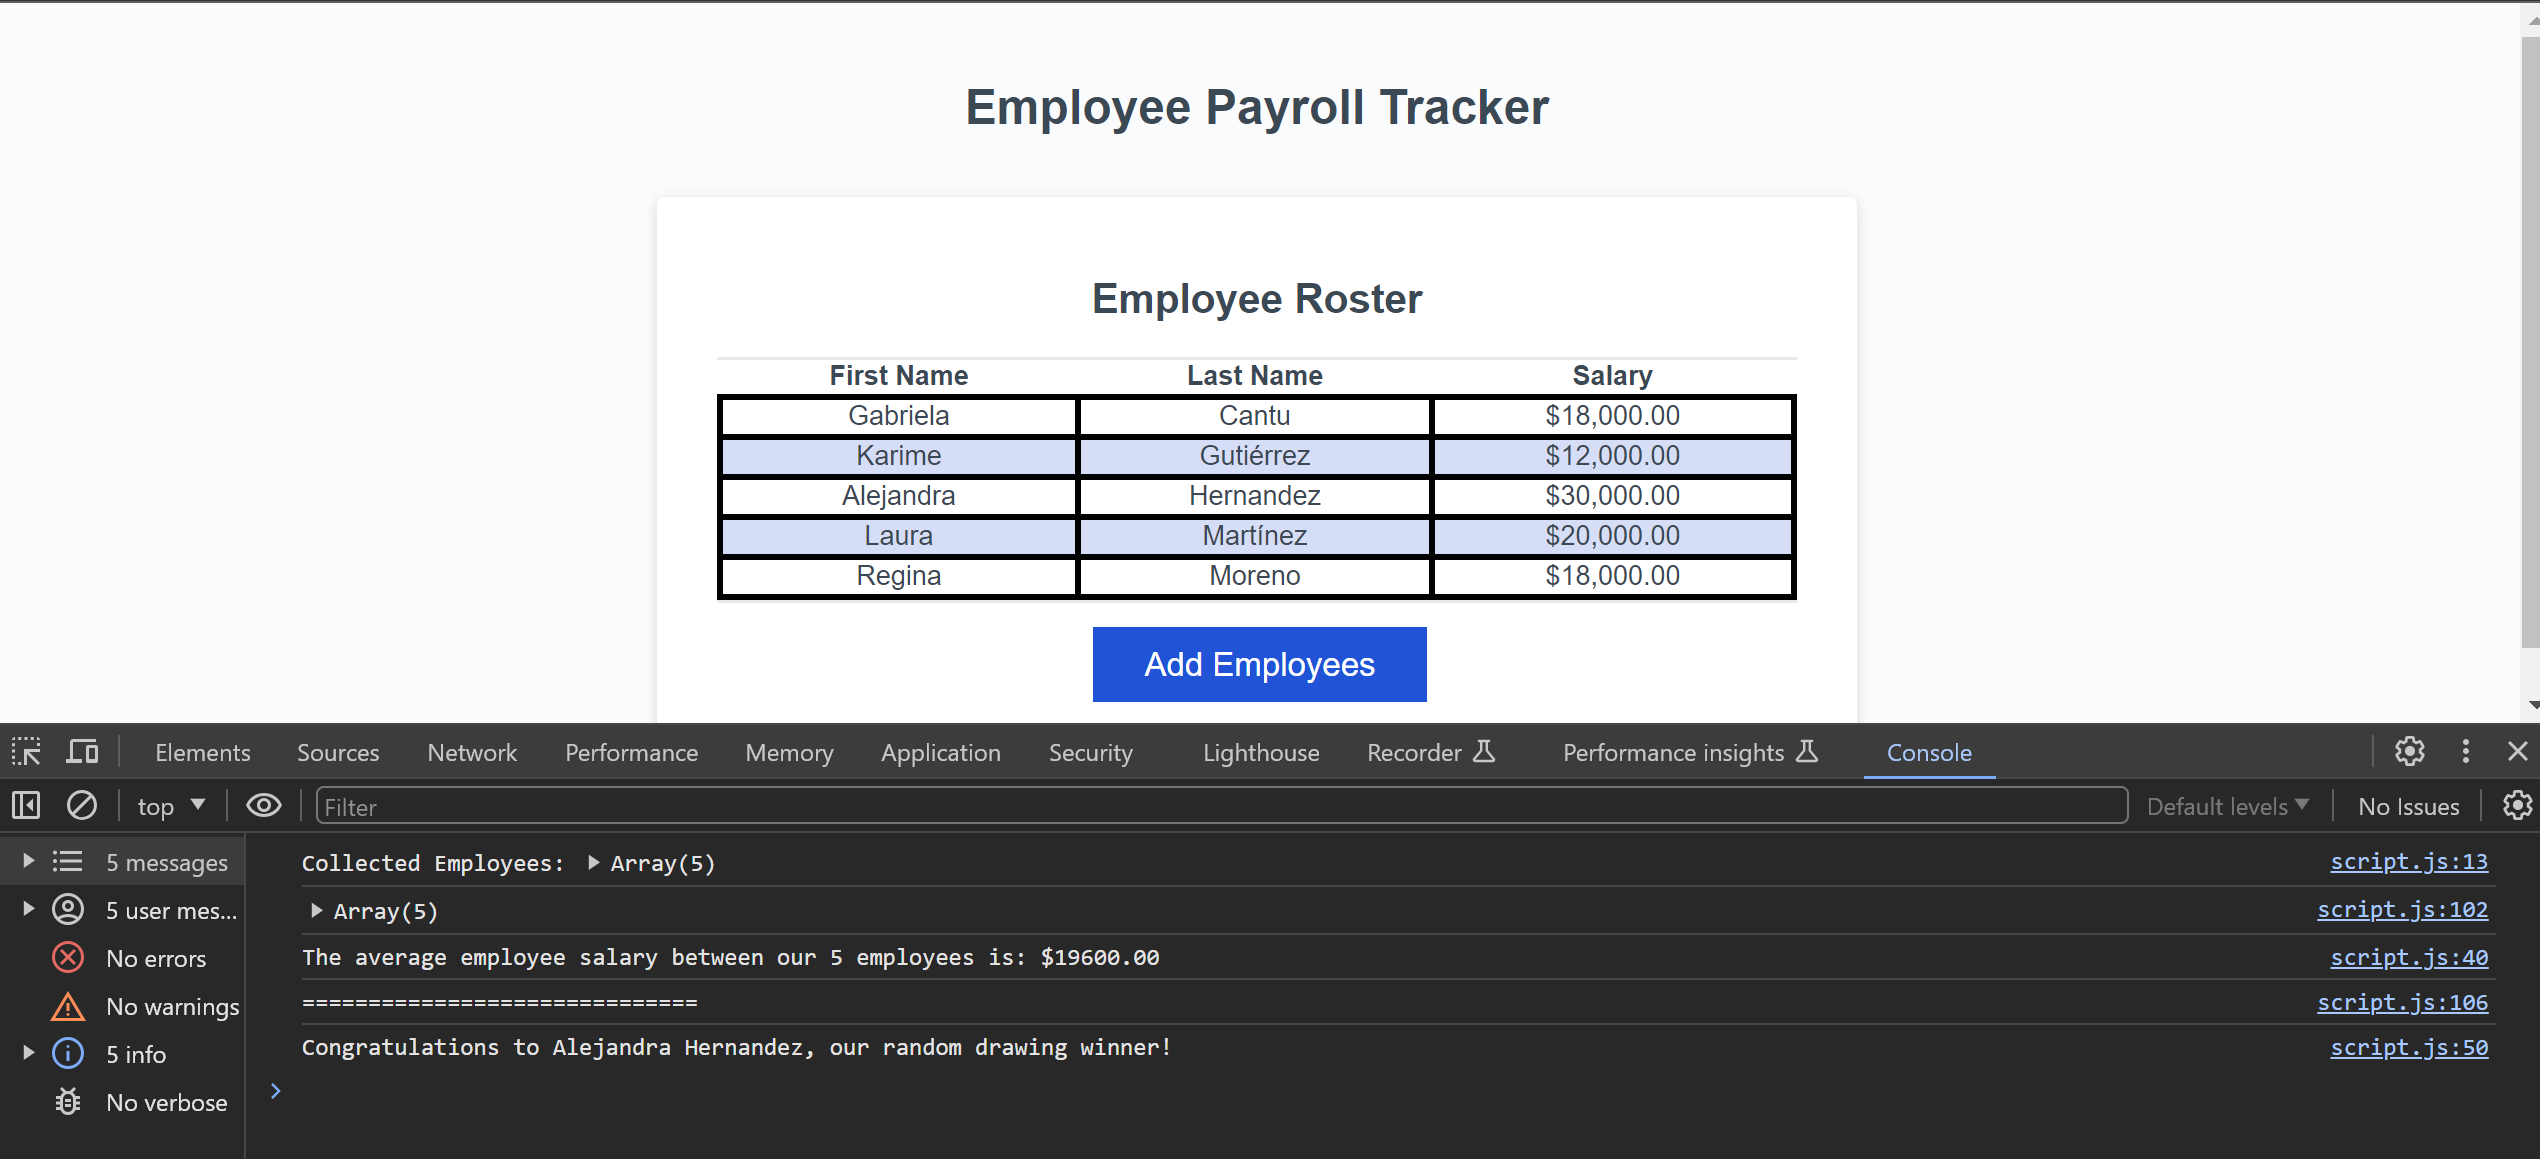 Employee Payroll Tracker
Employee Roster
First Name Last Name Salary
Gabriela Cantu $18,000.00
Karime Gutiérrez $12,000.00
Alejandra Hernandez $30,000.00
Laura Martínez $20,000.00
Regina Moreno $18,000.00
Add Employees
Elements Sources Network Performance Memory Application Security Lighthouse Recorder Performance insights Console
top Filter Default levels No Issues
5 messages
5 user mes...
No errors
No warnings
5 info
No verbose
Collected Employees: Array(5) script.js:13
Array(5) script.js:102
The average employee salary between our 5 employees is: $19600.00 script.js:40
============================== script.js:106
Congratulations to Alejandra Hernandez, our random drawing winner! script.js:50